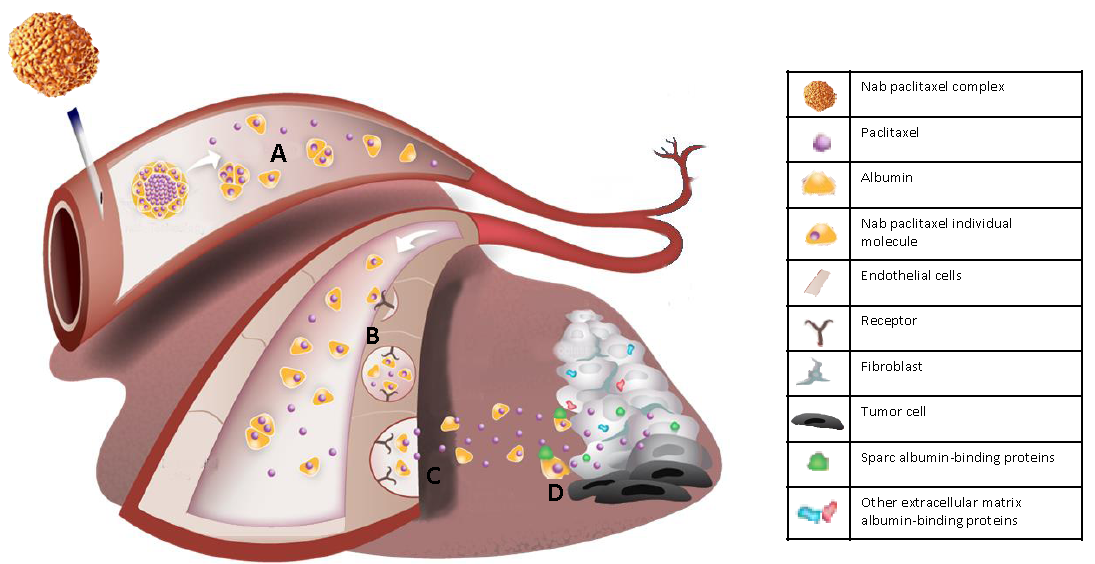 A
B
C
D
Nab paclitaxel complex
Paclitaxel
Albumin
Nab paclitaxel individual
molecule
Endothelial cells
Receptor
Fibroblast
Tumor cell
Sparc albumin-binding proteins
Other extracellular matrix
albumin-binding proteins